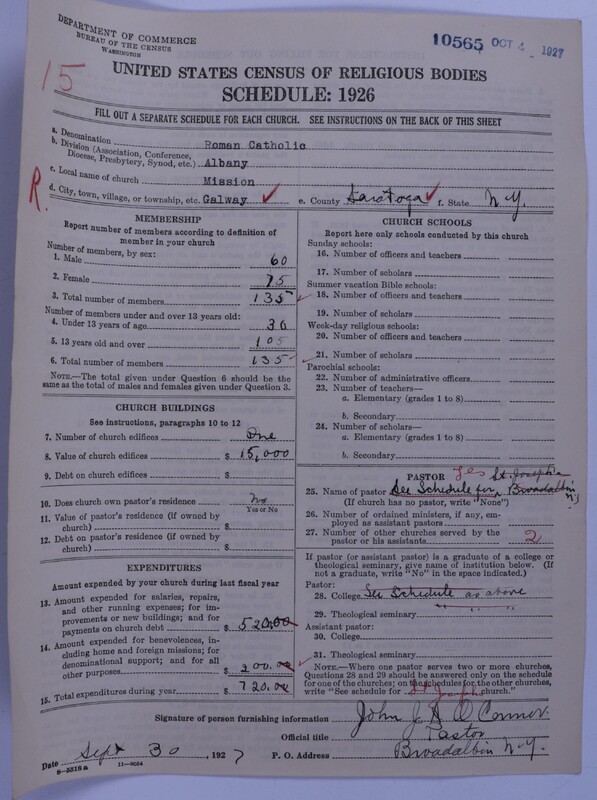 DEPARTMENT OF COMMERCE
BUREAU OF THE CENSUS
WASHINGTON
10565 OCT 4 1927
15
UNITED STATES CENSUS OF RELIGIOUS BODIES
SCHEDULE: 1926
FILL OUT A SEPARATE SCHEDULE FOR EACH CHURCH. SEE INSTRUCTIONS ON THE BACK OF THIS SHEET
a. Denomination Roman Catholic
b. Division (Association, Conference,
Diocese, Presbytery, Synod, etc.) Albany
c. Local name of church Mission
R.
d. City, town, village, or township, etc. Galway e. County Saratoga f. State N.Y.
MEMBERSHIP
Report number of members according to definition of
member in your church
Number of members, by sex:
1. Male 60
2. Female 75
3. Total number of members 135
Number of members under and over 13 years old:
4. Under 13 years of age 30
5. 13 years old and over 105
6. Total number of members 135
NOTE.—The total given under Question 6 should be the
same as the total of males and females given under Question 3.
CHURCH BUILDINGS
See instructions, paragraphs 10 to 12
7. Number of church edifices One
8. Value of church edifices $ 15,000
9. Debt on church edifices $
10. Does church own pastor's residence No
Yes or No
11. Value of pastor's residence (if owned by
church) $
12. Debt on pastor's residence (if owned by
church) $
EXPENDITURES
Amount expended by church during last fiscal year
13. Amount expended for salaries, repairs,
and other running expenses; for im-
provements or new buildings; and for
payments on church debt $ 520.00
14. Amount expended for benevolences, in-
cluding home and foreign missions; for
denominational support; and for all
other purposes $ 200.00
15. Total expenditures during year $ 720.00
CHURCH SCHOOLS
Report here only schools conducted by this church
Sunday schools:
16. Number of officers and teachers
17. Number of scholars
Summer vacation Bible schools:
18. Number of officers and teachers
19. Number of scholars
Week-day religious schools:
20. Number of officers and teachers
21. Number of scholars
Parochial schools:
22. Number of administrative officers
23. Number of teachers—
a. Elementary (grades 1 to 8)
b. Secondary
24. Number of scholars—
a. Elementary (grades 1 to 8)
b. Secondary
PASTOR yes St. Joseph's
25. Name of pastor See Schedule for, Broadalbin N.Y.
(If church has no pastor, write "None")
26. Number of ordained ministers, if any, em-
ployed as assistant pastors
27. Number of other churches served by the
pastor or his assistants 2
If pastor (or assistant pastor) is a graduate of a college or
theological seminary, give name of institution below. (If
not a graduate, write "No" in the space indicated.)
Pastor:
28. College See Schedule as above
29. Theological seminary " " "
Assistant pastor:
30. College
31. Theological seminary
NOTE.—Where one pastor serves two or more churches,
Questions 28 and 29 should be answered only on the schedule
for one of the churches; on the schedules for the other churches,
write "See schedule for St Joseph church."
Signature of person furnishing information John J. A O'Connor
Official title Pastor
Date Sept 30, 1927 P. O. Address Broadalbin N.Y.
8-5516a 11-9054